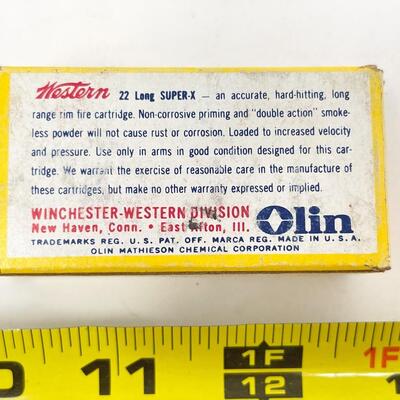 Western 22 Long SUPER-X — an accurate, hard-hitting, long
range rim fire cartridge. Non-corrosive priming and "double action" smoke-
less powder will not cause rust or corrosion. Loaded to increased velocity
and pressure. Use only in arms in good condition designed for this car-
tridge. We warrant the exercise of reasonable care in the manufacture of
these cartridges, but make no other warranty expressed or implied.
WINCHESTER-WESTERN DIVISION
New Haven, Conn. • East Alton, Ill.
Olin
TRADEMARKS REG. U. S. PAT. OFF. MARCA REG. MADE IN U. S. A.
OLIN MATHIESON CHEMICAL CORPORATION
11 1F 12
1F